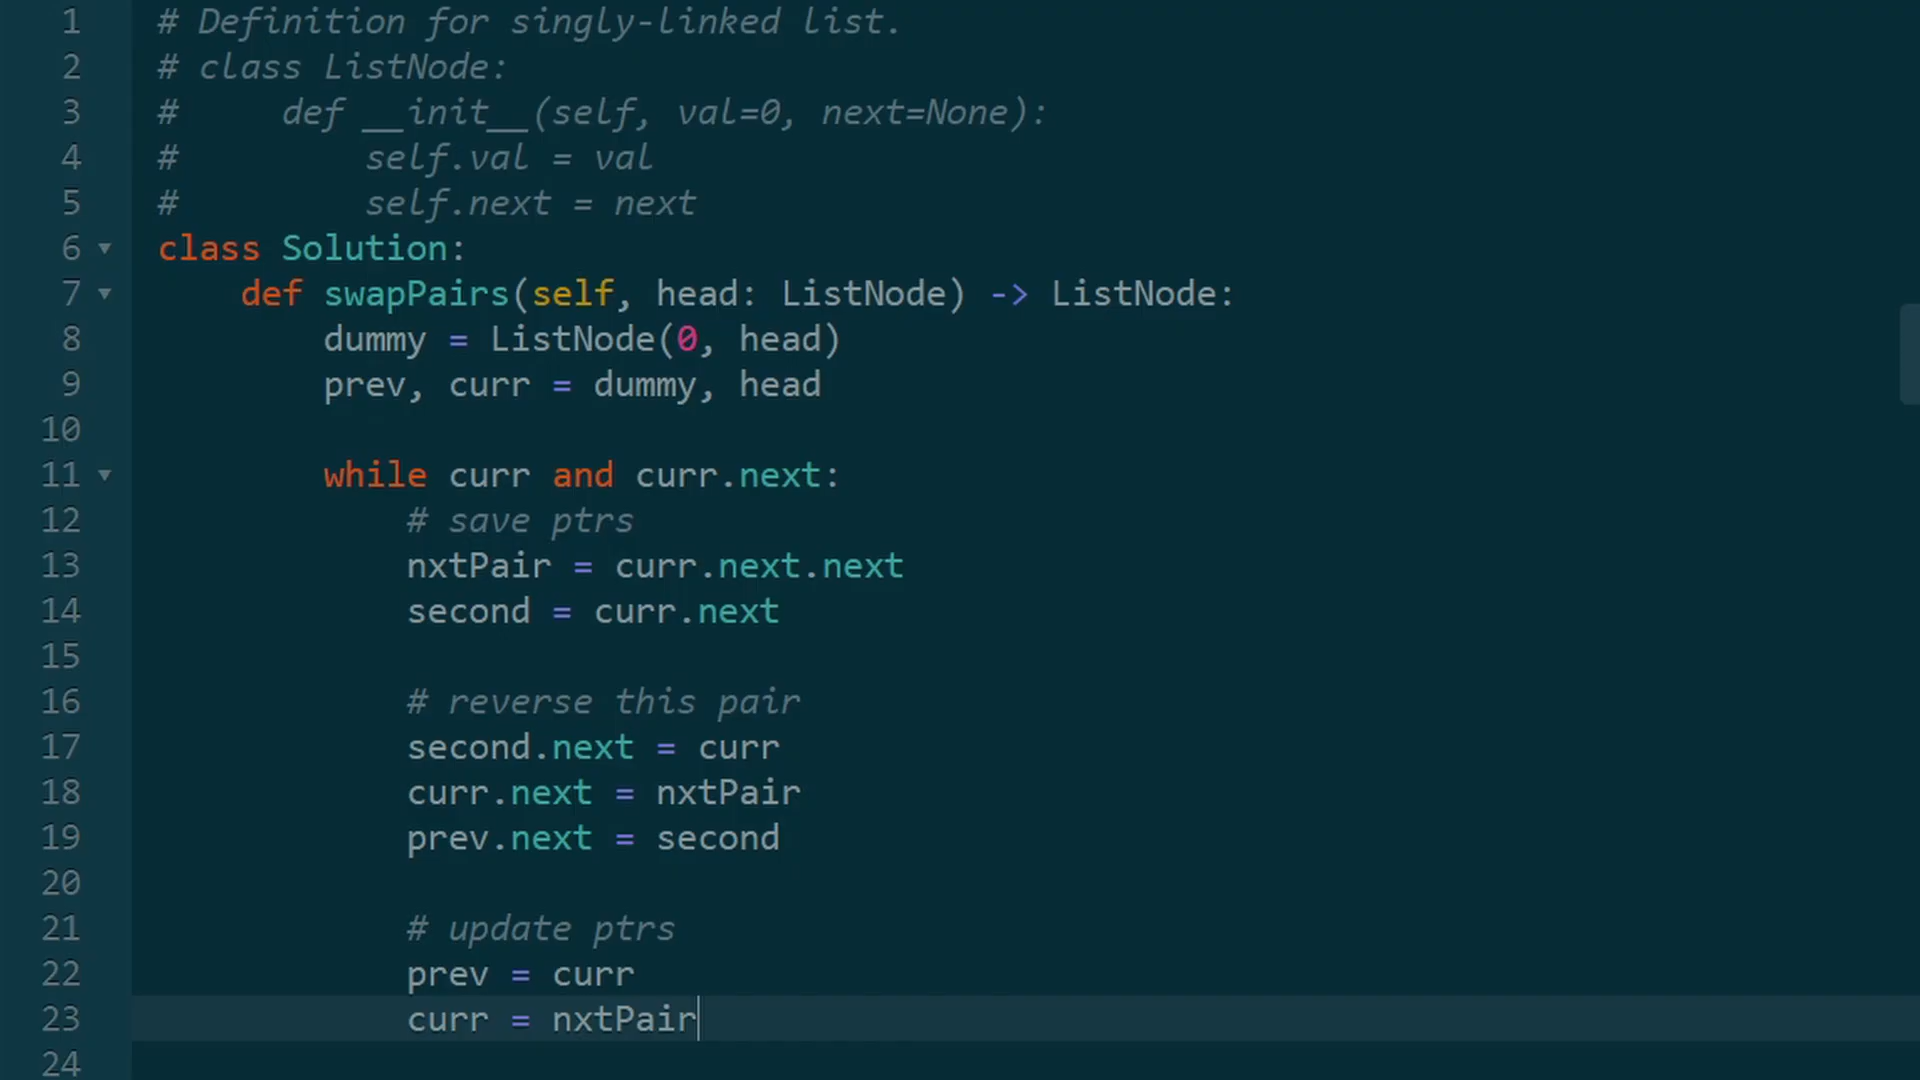 1 # Definition for singly-linked list.
2 # class ListNode:
3 #     def __init__(self, val=0, next=None):
4 #         self.val = val
5 #         self.next = next
6 class Solution:
7     def swapPairs(self, head: ListNode) -> ListNode:
8         dummy = ListNode(0, head)
9         prev, curr = dummy, head
10
11         while curr and curr.next:
12             # save ptrs
13             nxtPair = curr.next.next
14             second = curr.next
15
16             # reverse this pair
17             second.next = curr
18             curr.next = nxtPair
19             prev.next = second
20
21             # update ptrs
22             prev = curr
23             curr = nxtPair
24